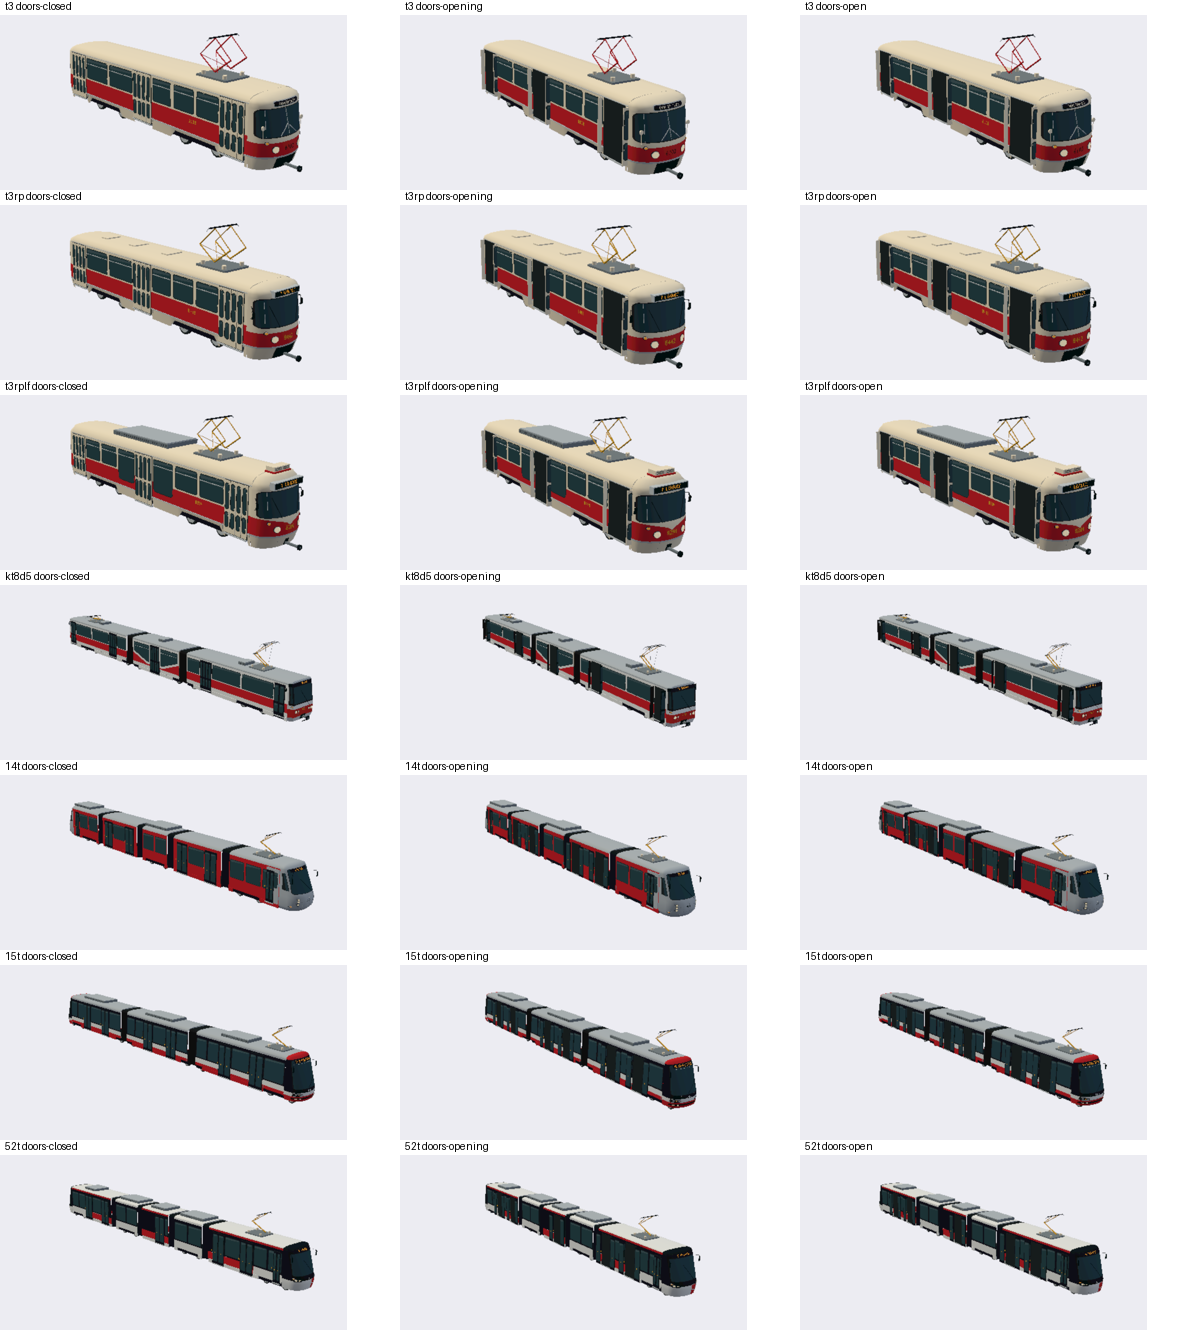 t3 doors-closed
t3 doors-opening
t3 doors-open
t3rp doors-closed
t3rp doors-opening
t3rp doors-open
t3rplf doors-closed
t3rplf doors-opening
t3rplf doors-open
kt8d5 doors-closed
kt8d5 doors-opening
kt8d5 doors-open
14t doors-closed
14t doors-opening
14t doors-open
15t doors-closed
15t doors-opening
15t doors-open
52t doors-closed
52t doors-opening
52t doors-open